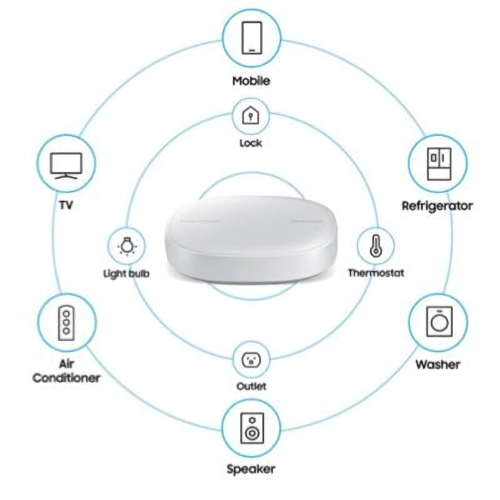 Mobile
Lock
TV
Refrigerator
Light bulb
Thermostat
Air
Conditioner
Washer
Outlet
Speaker